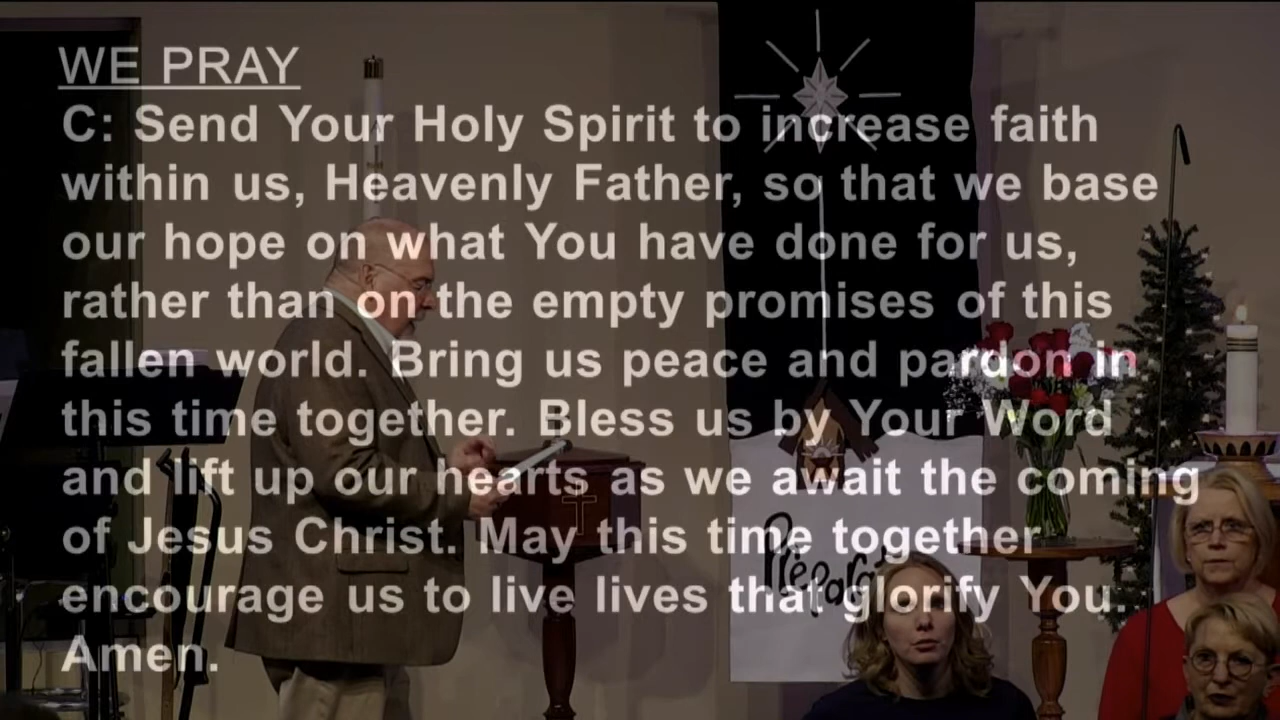 WE PRAY
C: Send Your Holy Spirit to increase faith
within us, Heavenly Father, so that we base
our hope on what You have done for us,
rather than on the empty promises of this
fallen world. Bring us peace and pardon in
this time together. Bless us by Your Word
and lift up our hearts as we await the coming
of Jesus Christ. May this time together
encourage us to live lives that glorify You.
Amen.